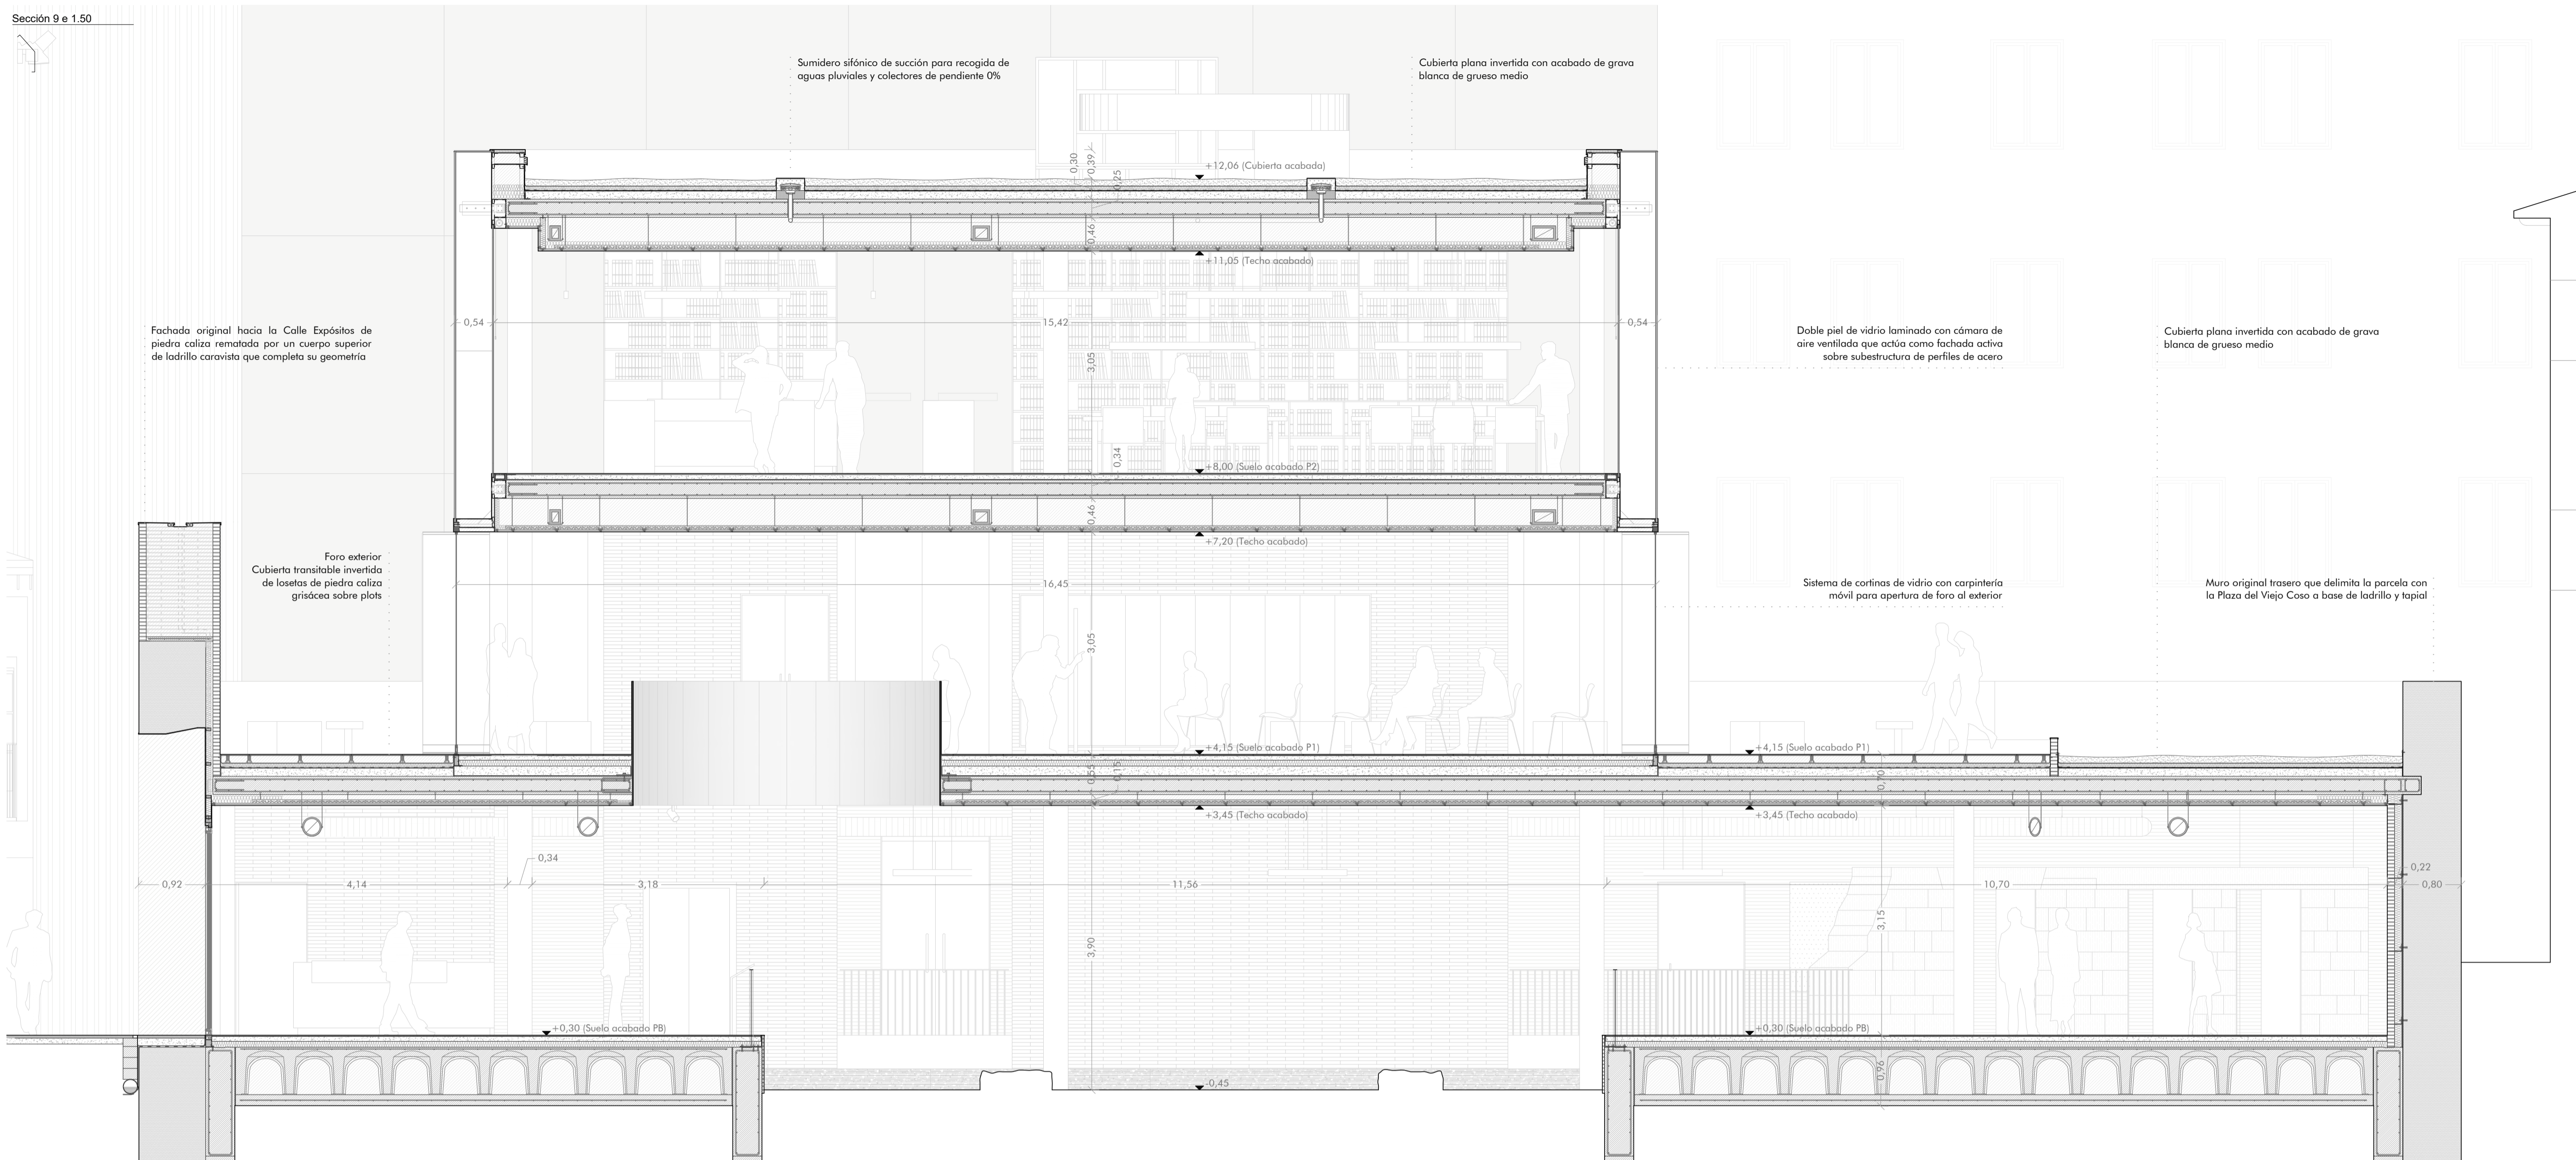 Sección 9 e 1.50
Sumidero sifónico de succión para recogida de
aguas pluviales y colectores de pendiente 0%
Cubierta plana invertida con acabado de grava
blanca de grueso medio
0,30
0,39
0,25
+12,06 (Cubierta acabada)
0,46
+11,05 (Techo acabado)
0,54
15,42
0,54
3,05
Fachada original hacia la Calle Expósitos de
piedra caliza rematada por un cuerpo superior
de ladrillo caravista que completa su geometría
Doble piel de vidrio laminado con cámara de
aire ventilada que actúa como fachada activa
sobre subestructura de perfiles de acero
Cubierta plana invertida con acabado de grava
blanca de grueso medio
0,34
+8,00 (Suelo acabado P2)
0,46
+7,20 (Techo acabado)
Foro exterior
Cubierta transitable invertida
de losetas de piedra caliza
grisácea sobre plots
16,45
Sistema de cortinas de vidrio con carpintería
móvil para apertura de foro al exterior
Muro original trasero que delimita la parcela con
la Plaza del Viejo Coso a base de ladrillo y tapial
3,05
+4,15 (Suelo acabado P1)
+4,15 (Suelo acabado P1)
0,55
0,15
0,70
+3,45 (Techo acabado)
+3,45 (Techo acabado)
0,34
0,22
0,92
4,14
3,18
11,56
10,70
0,80
3,90
3,15
+0,30 (Suelo acabado PB)
+0,30 (Suelo acabado PB)
0,96
-0,45